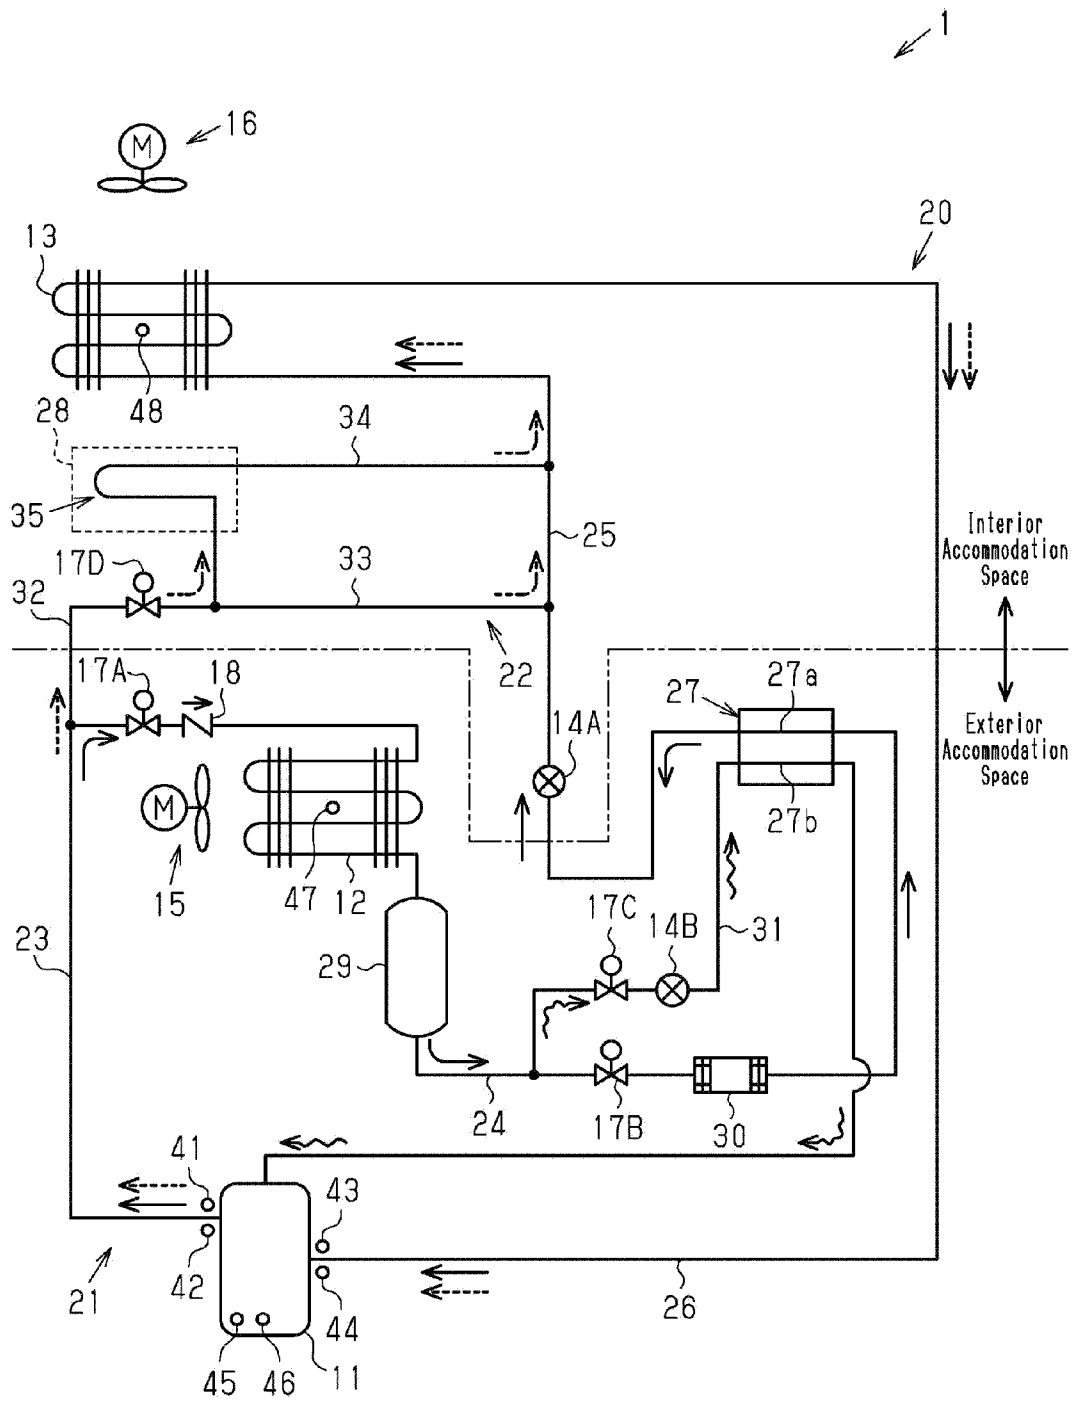 1
16
M
20
13
48
28
34
35
25
Interior
Accommodation
Space
17D
33
32
22
17A
18
27
27a
14A
Exterior
Accommodation
Space
M
27b
47
12
15
17C
14B
31
23
29
24
17B
30
41
43
42
21
44
26
45
46
11